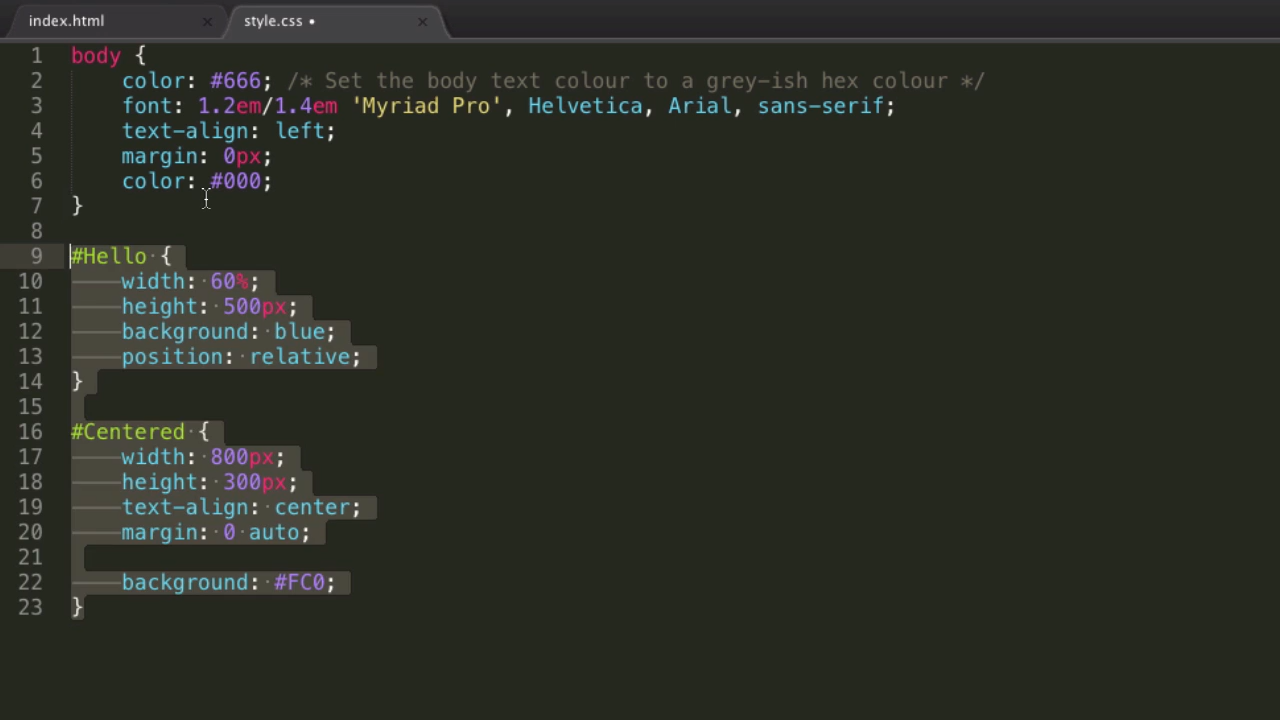 index.html × style.css • ×
1 body {
2 color: #666; /* Set the body text colour to a grey-ish hex colour */
3 font: 1.2em/1.4em 'Myriad Pro', Helvetica, Arial, sans-serif;
4 text-align: left;
5 margin: 0px;
6 color: #000;
7 }
8
9 #Hello {
10 width: 60%;
11 height: 500px;
12 background: blue;
13 position: relative;
14 }
15
16 #Centered {
17 width: 800px;
18 height: 300px;
19 text-align: center;
20 margin: 0 auto;
21
22 background: #FC0;
23 }